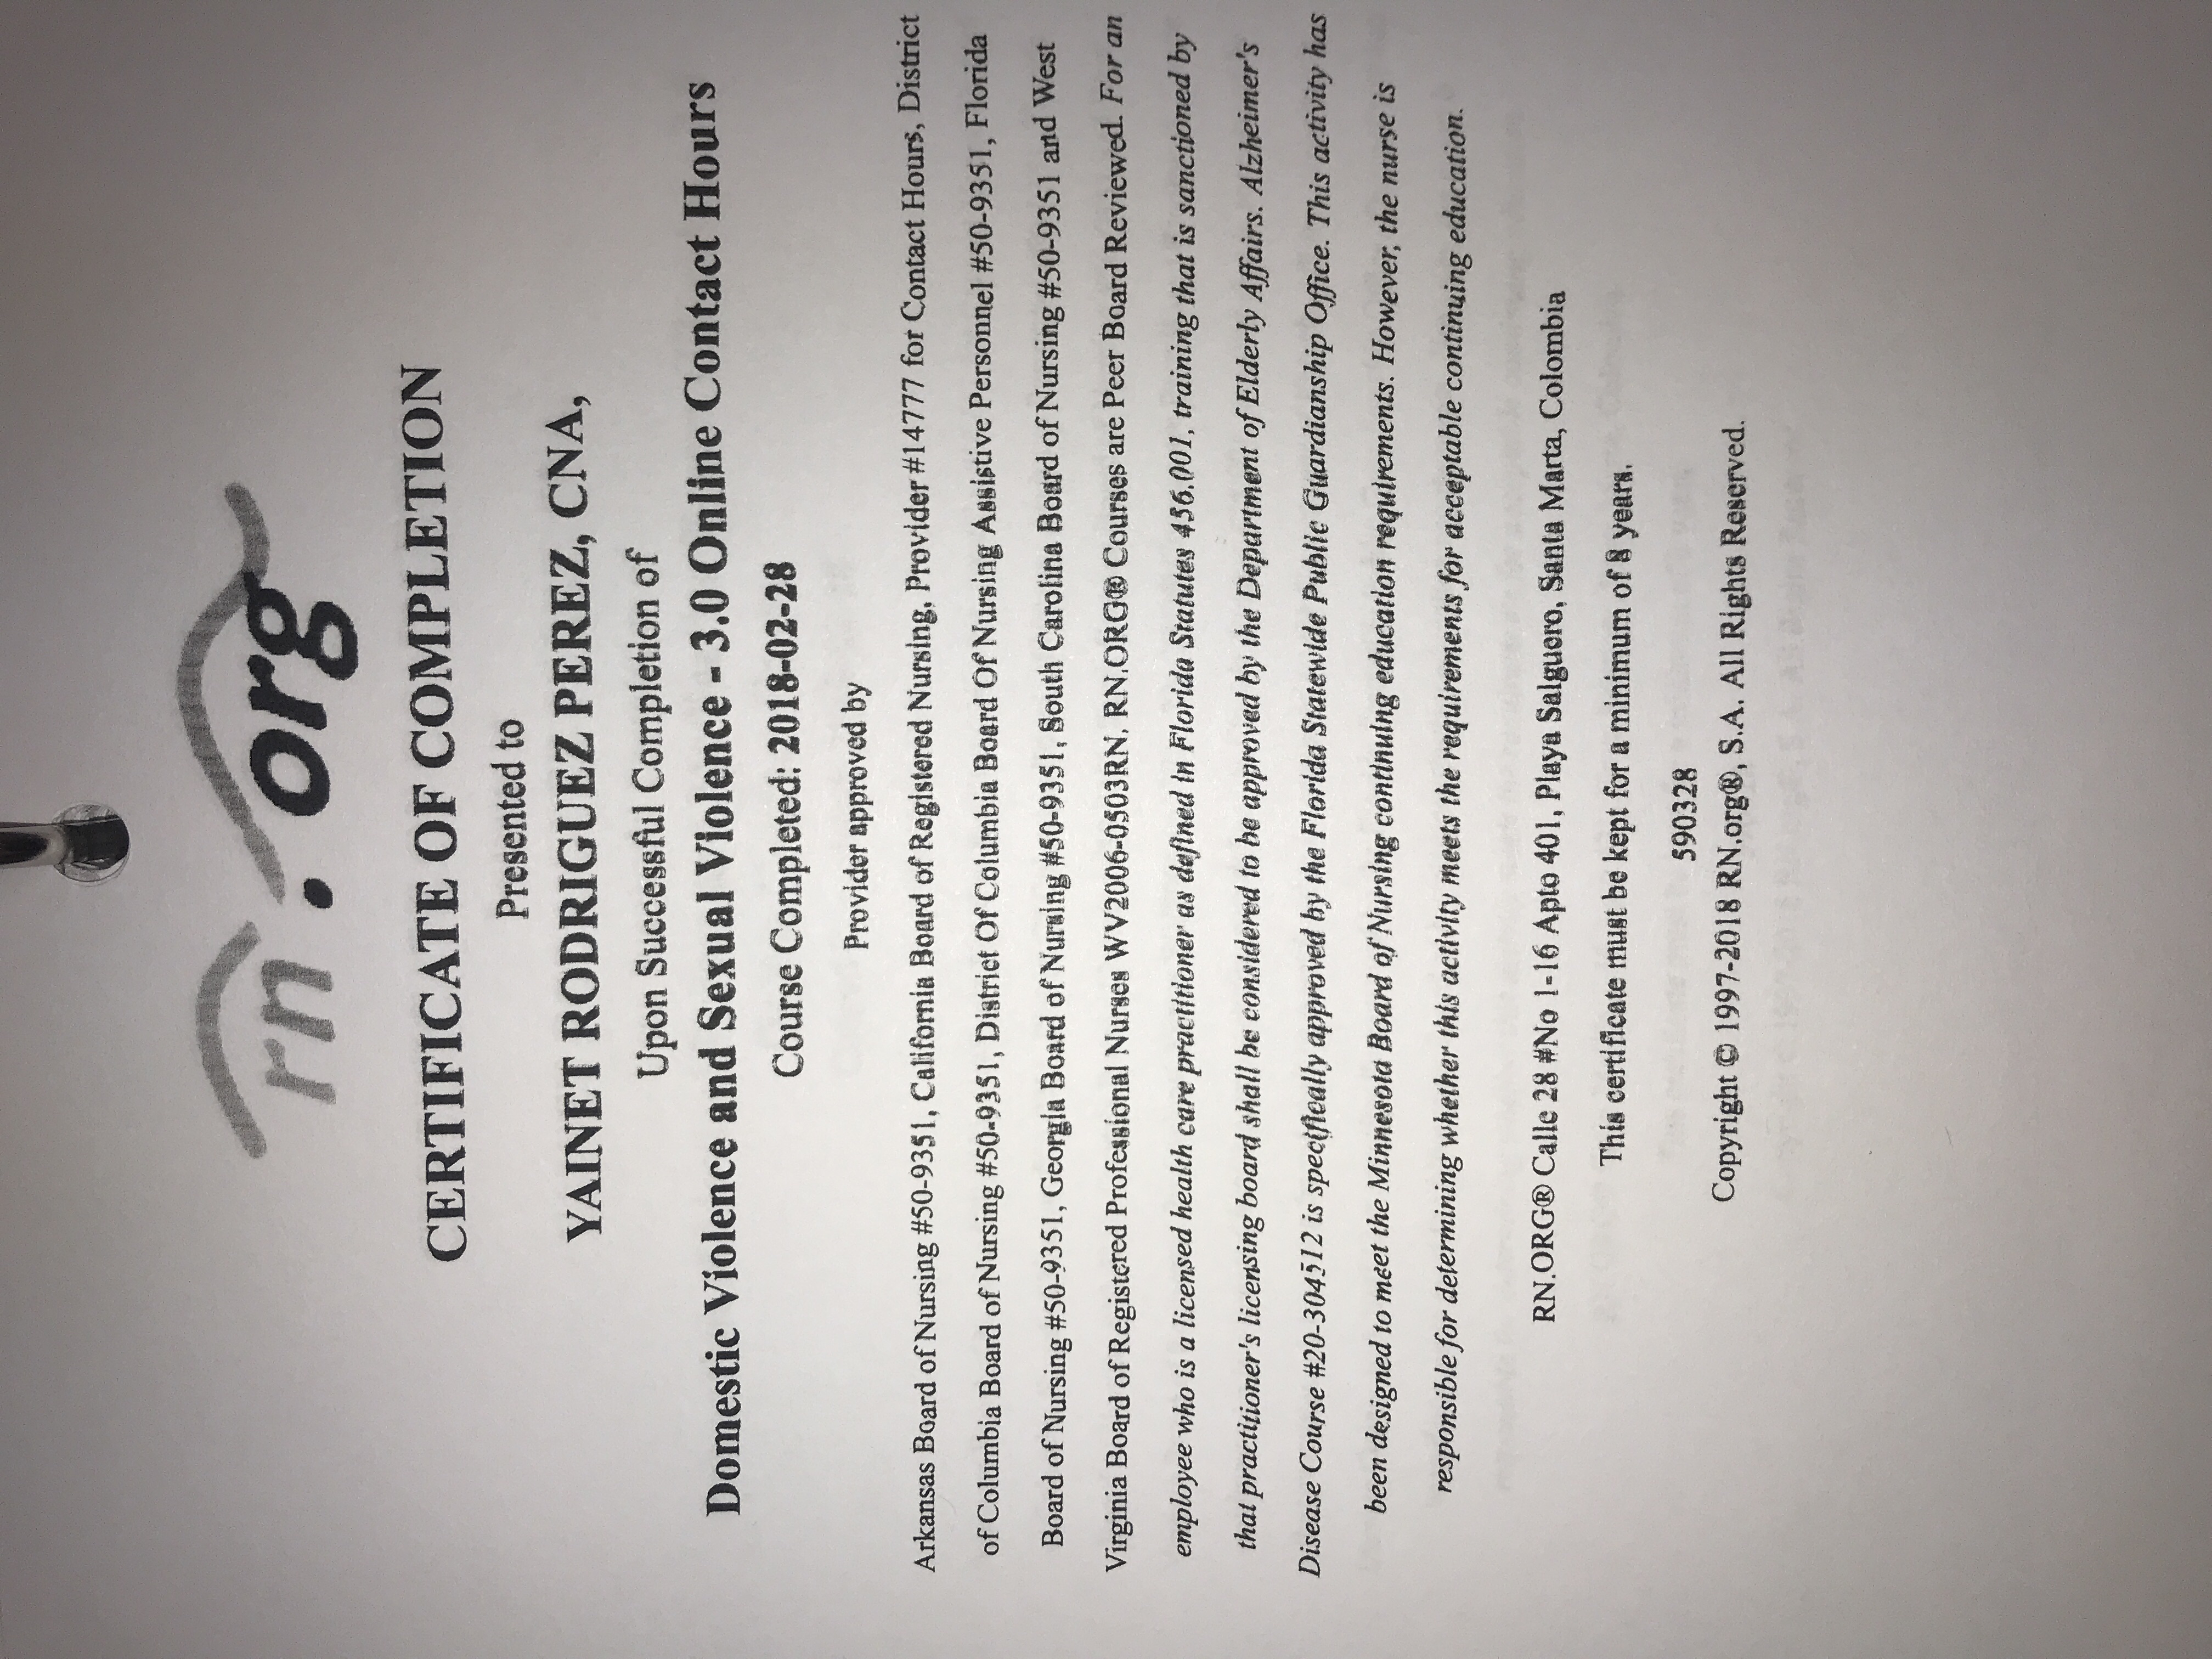 rn.org
CERTIFICATE OF COMPLETION
Presented to
YAINET RODRIGUEZ PEREZ, CNA,
Upon Successful Completion of
Domestic Violence and Sexual Violence - 3.0 Online Contact Hours
Course Completed: 2018-02-28
Provider approved by
Arkansas Board of Nursing #50-9351, California Board of Registered Nursing, Provider #14777 for Contact Hours, District
of Columbia Board of Nursing #50-9351, District Of Columbia Board Of Nursing Assistive Personnel #50-9351, Florida
Board of Nursing #50-9351, Georgia Board of Nursing #50-9351, South Carolina Board of Nursing #50-9351 and West
Virginia Board of Registered Professional Nurses WV2006-0503RN. RN.ORG® Courses are Peer Board Reviewed. For an
employee who is a licensed health care practitioner as defined in Florida Statutes 456.001, training that is sanctioned by
that practitioner's licensing board shall be considered to be approved by the Department of Elderly Affairs. Alzheimer's
Disease Course #20-304512 is specifically approved by the Florida Statewide Public Guardianship Office. This activity has
been designed to meet the Minnesota Board of Nursing continuing education requirements. However, the nurse is
responsible for determining whether this activity meets the requirements for acceptable continuing education.
RN.ORG® Calle 28 #No 1-16 Apto 401, Playa Salguero, Santa Marta, Colombia
This certificate must be kept for a minimum of 8 years.
590328
Copyright © 1997-2018 RN.org®, S.A. All Rights Reserved.